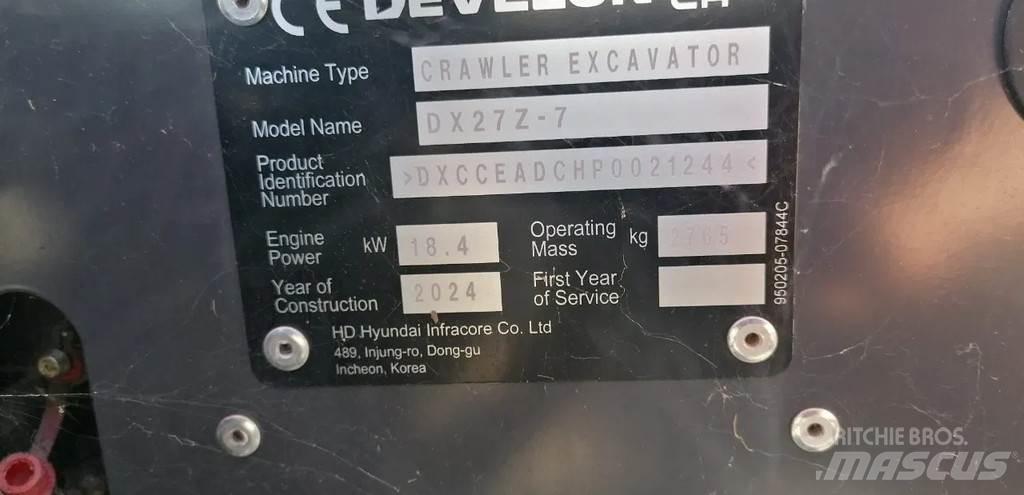 CE DEVELON
Machine Type CRAWLER EXCAVATOR
Model Name DX27Z-7
Product Identification Number >DXCCEADCHP0021244<
Engine Power kW 18.4 Operating Mass kg 2765
Year of Construction 2024 First Year of Service
HD Hyundai Infracore Co. Ltd
489, Injung-ro, Dong-gu
Incheon, Korea
950205-07844C
RITCHIE BROS.
MASCUS